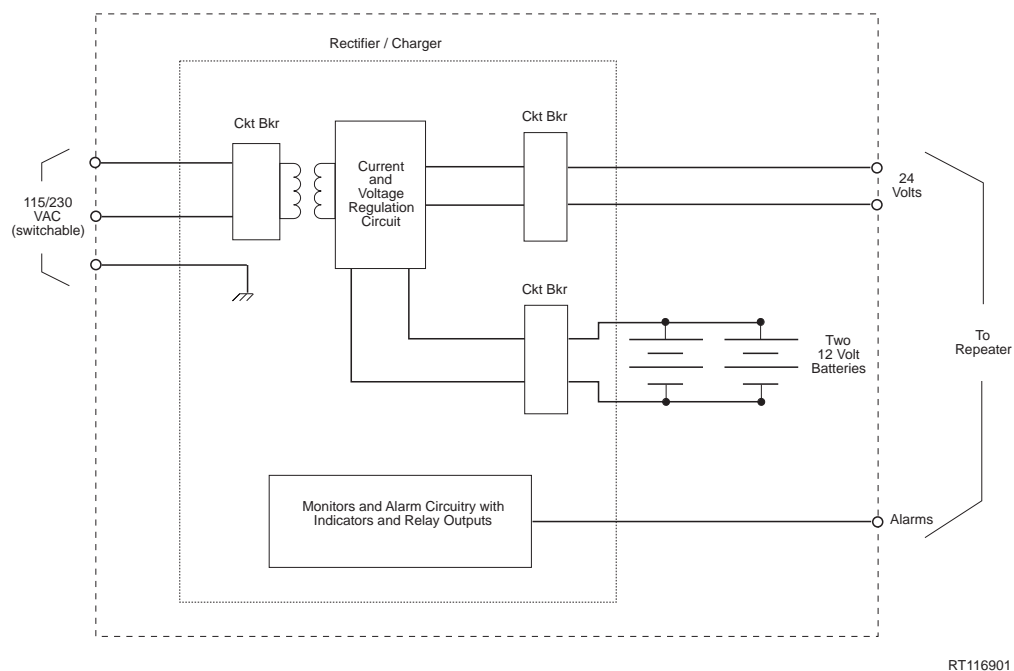 Rectifier / Charger
Ckt Bkr
Ckt Bkr
115/230
VAC
(switchable)
Current
and
Voltage
Regulation
Circuit
24
Volts
Ckt Bkr
Two
12 Volt
Batteries
To
Repeater
Monitors and Alarm Circuitry with
Indicators and Relay Outputs
Alarms
RT116901